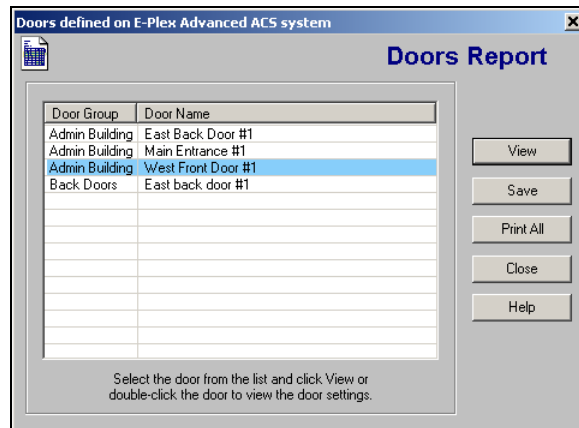 Doors defined on E-Plex Advanced ACS system
Doors Report
Door Group Door Name
Admin Building East Back Door #1
Admin Building Main Entrance #1
Admin Building West Front Door #1
Back Doors East back door #1
View
Save
Print All
Close
Help
Select the door from the list and click View or
double-click the door to view the door settings.